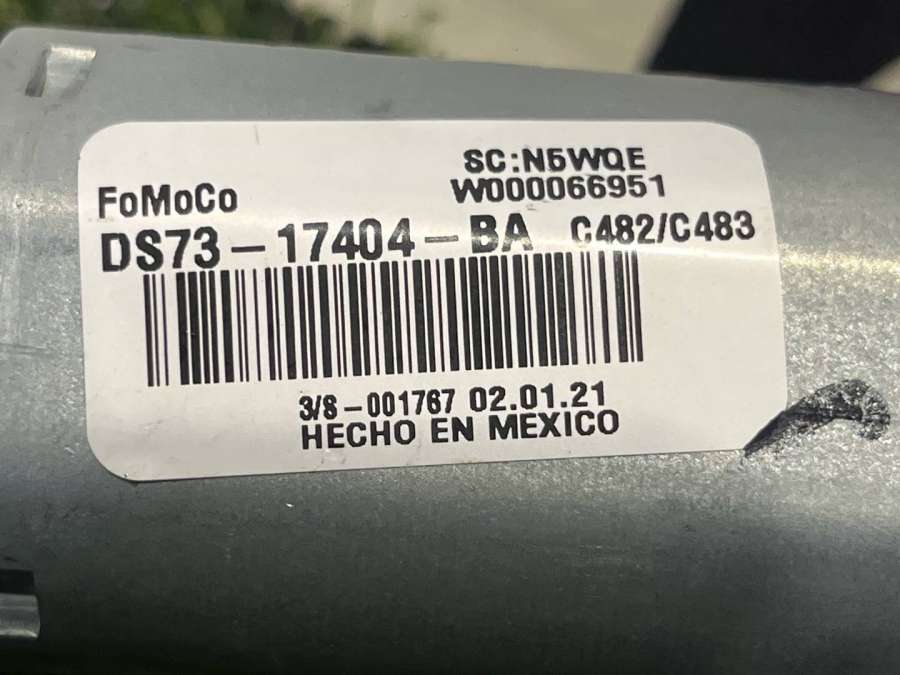 SC:N5WQE
W000066951
FoMoCo
DS73-17404-BA C482/C483
3/8-001767 02.01.21
HECHO EN MEXICO